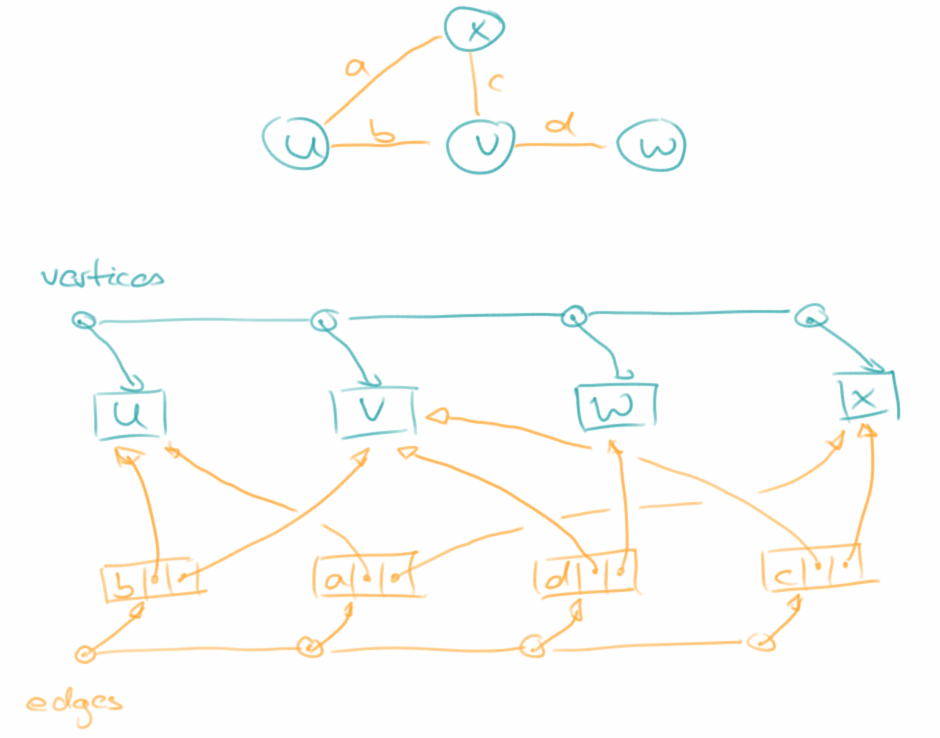 x
a
c
u b v d w
vertices
u v w x
b a d c
edges